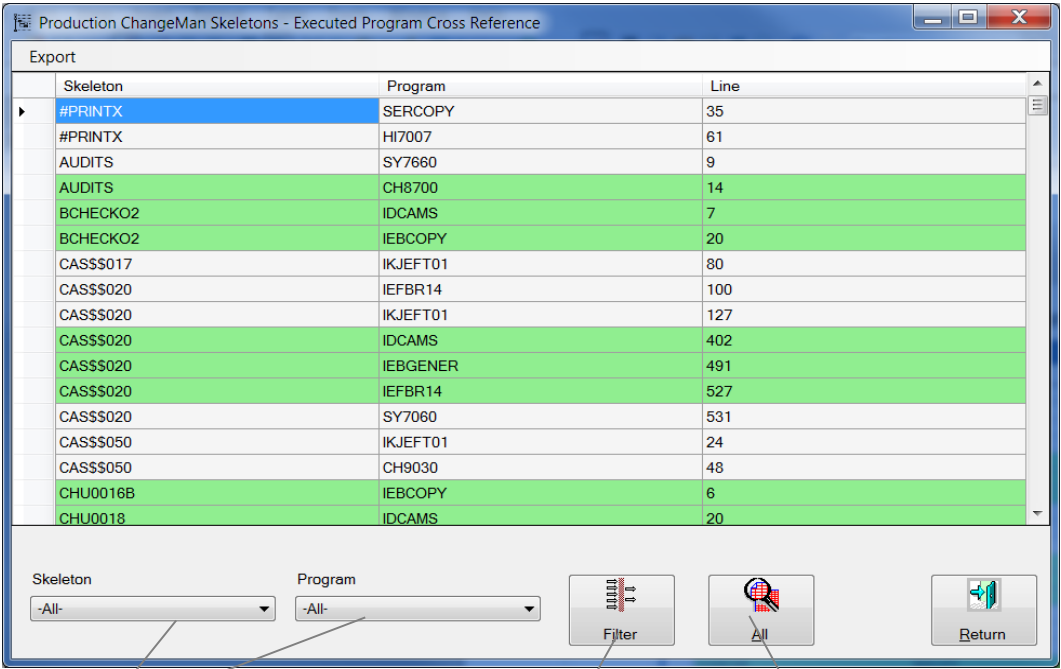 Production ChangeMan Skeletons - Executed Program Cross Reference
Export
Skeleton Program Line
#PRINTX SERCOPY 35
#PRINTX HI7007 61
AUDITS SY7660 9
AUDITS CH8700 14
BCHECKO2 IDCAMS 7
BCHECKO2 IEBCOPY 20
CAS$$017 IKJEFT01 80
CAS$$020 IEFBR14 100
CAS$$020 IKJEFT01 127
CAS$$020 IDCAMS 402
CAS$$020 IEBGENER 491
CAS$$020 IEFBR14 527
CAS$$020 SY7060 531
CAS$$050 IKJEFT01 24
CAS$$050 CH9030 48
CHU0016B IEBCOPY 6
CHU0018 IDCAMS 20
Skeleton Program
-All- -All-
Filter All Return